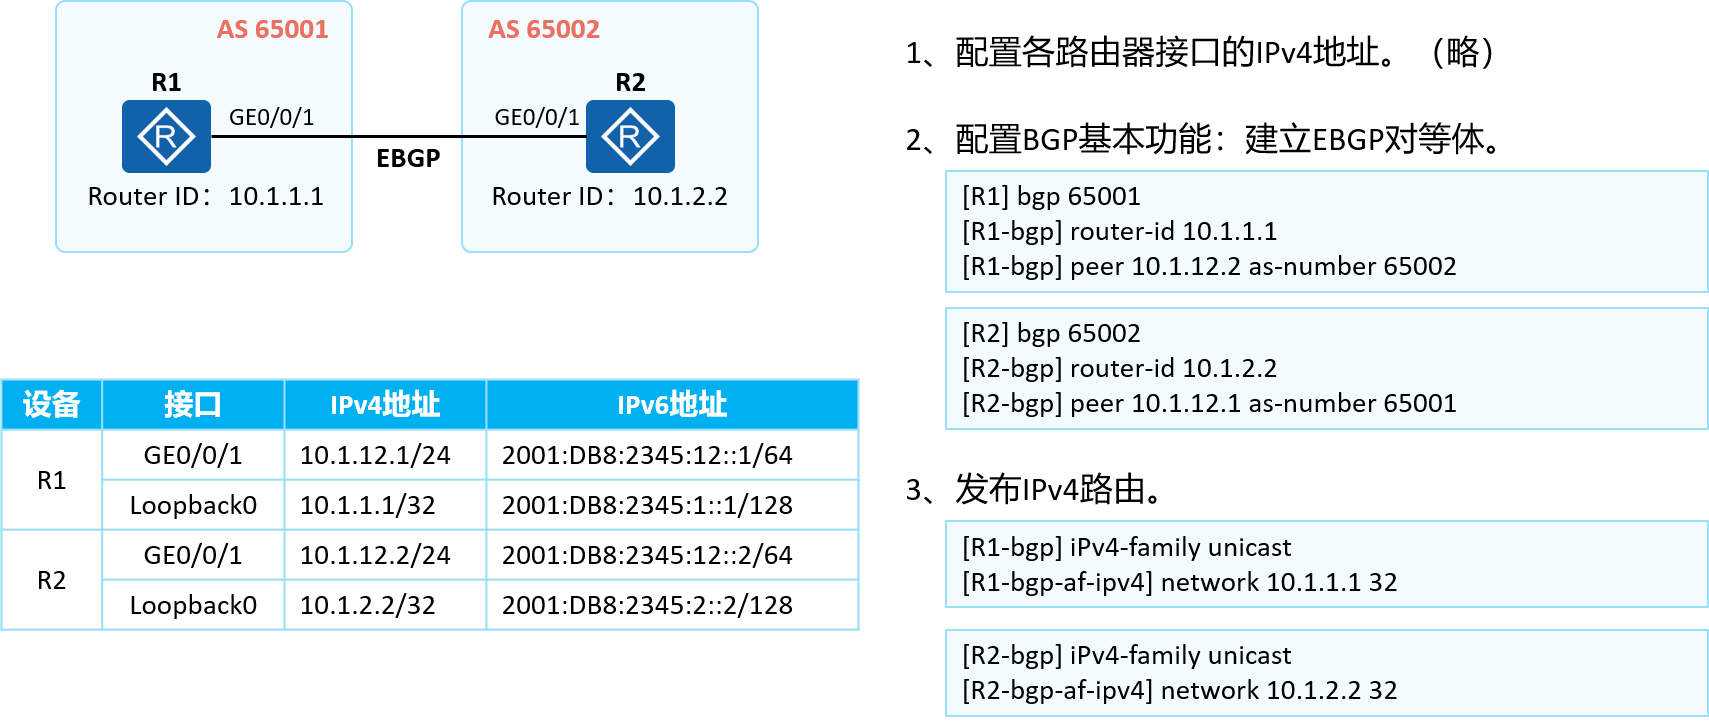 AS 65001
AS 65002
R1
R2
GE0/0/1
GE0/0/1
EBGP
Router ID：10.1.1.1
Router ID：10.1.2.2
设备 接口 IPv4地址 IPv6地址
R1
GE0/0/1 10.1.12.1/24 2001:DB8:2345:12::1/64
Loopback0 10.1.1.1/32 2001:DB8:2345:1::1/128
R2
GE0/0/1 10.1.12.2/24 2001:DB8:2345:12::2/64
Loopback0 10.1.2.2/32 2001:DB8:2345:2::2/128
1、配置各路由器接口的IPv4地址。（略）
2、配置BGP基本功能：建立EBGP对等体。
[R1] bgp 65001
[R1-bgp] router-id 10.1.1.1
[R1-bgp] peer 10.1.12.2 as-number 65002
[R2] bgp 65002
[R2-bgp] router-id 10.1.2.2
[R2-bgp] peer 10.1.12.1 as-number 65001
3、发布IPv4路由。
[R1-bgp] iPv4-family unicast
[R1-bgp-af-ipv4] network 10.1.1.1 32
[R2-bgp] iPv4-family unicast
[R2-bgp-af-ipv4] network 10.1.2.2 32